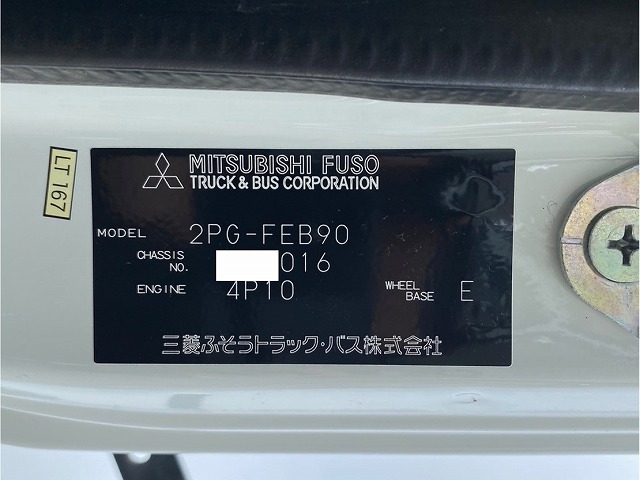 LT 167
MITSUBISHI FUSO
TRUCK & BUS CORPORATION
MODEL 2PG-FEB90
CHASSIS NO. 016
ENGINE 4P10 WHEEL BASE E
三菱ふそうトラック・バス株式会社